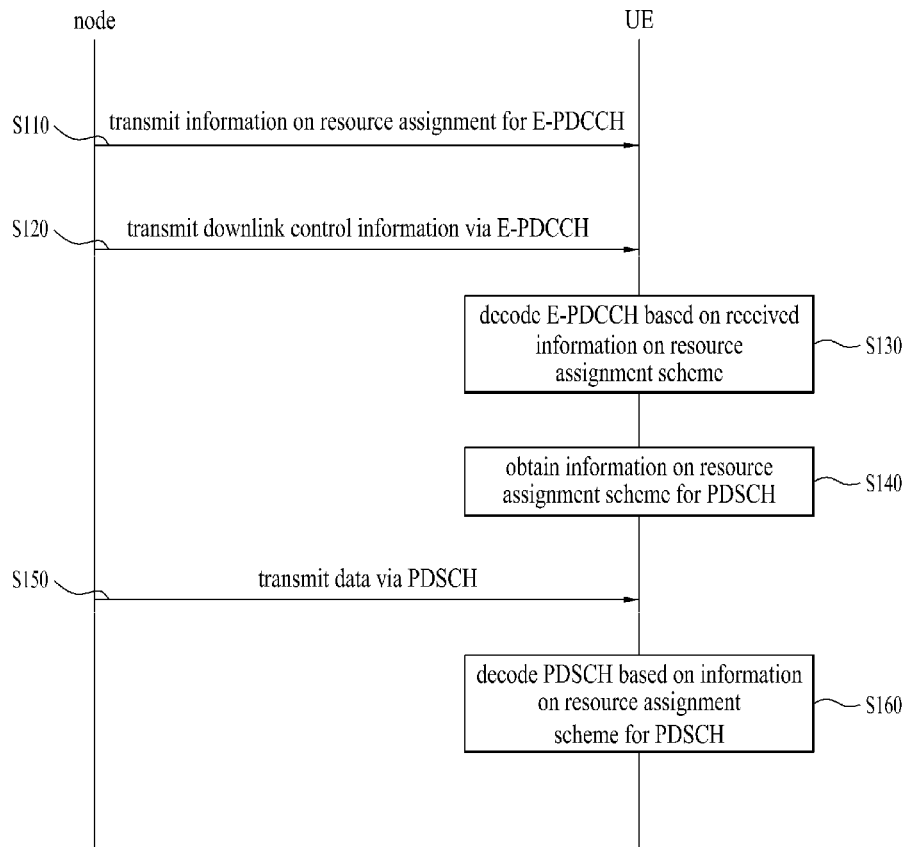 node
UE
S110
transmit information on resource assignment for E-PDCCH
S120
transmit downlink control information via E-PDCCH
decode E-PDCCH based on received
information on resource
assignment scheme
S130
obtain information on resource
assignment scheme for PDSCH
S140
S150
transmit data via PDSCH
decode PDSCH based on information
on resource assignment
scheme for PDSCH
S160